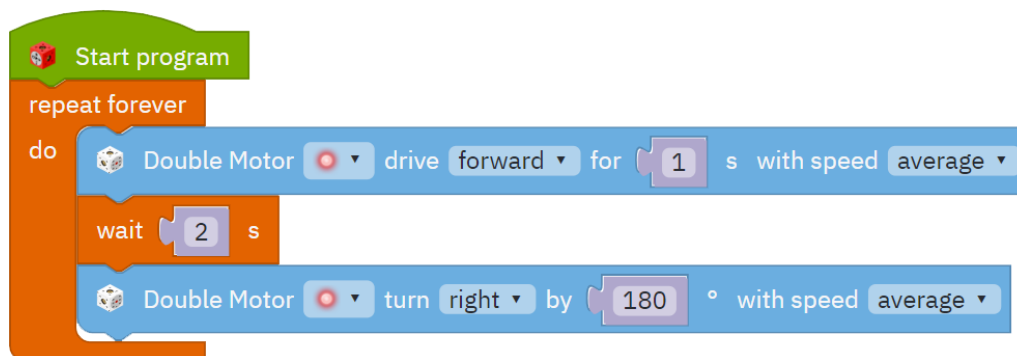 Start program
repeat forever
do Double Motor drive forward for 1 s with speed average
wait 2 s
Double Motor turn right by 180 ° with speed average